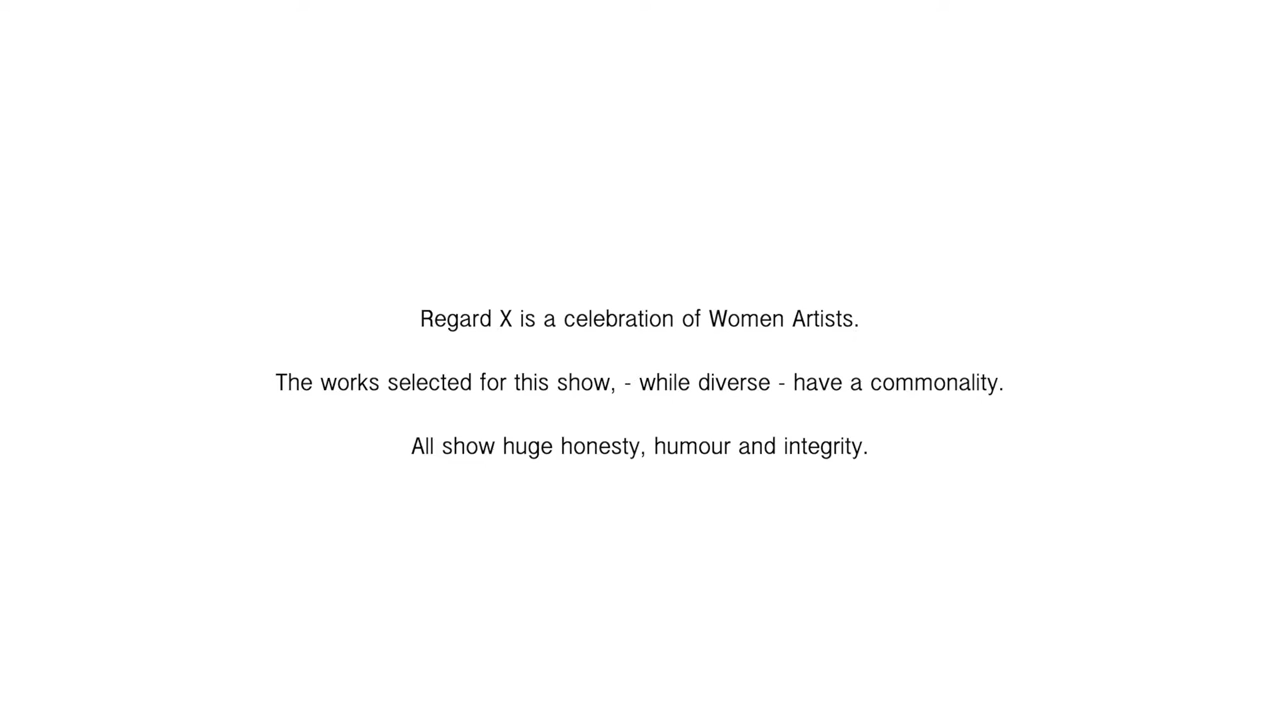 Regard X is a celebration of Women Artists.
The works selected for this show, - while diverse - have a commonality.
All show huge honesty, humour and integrity.